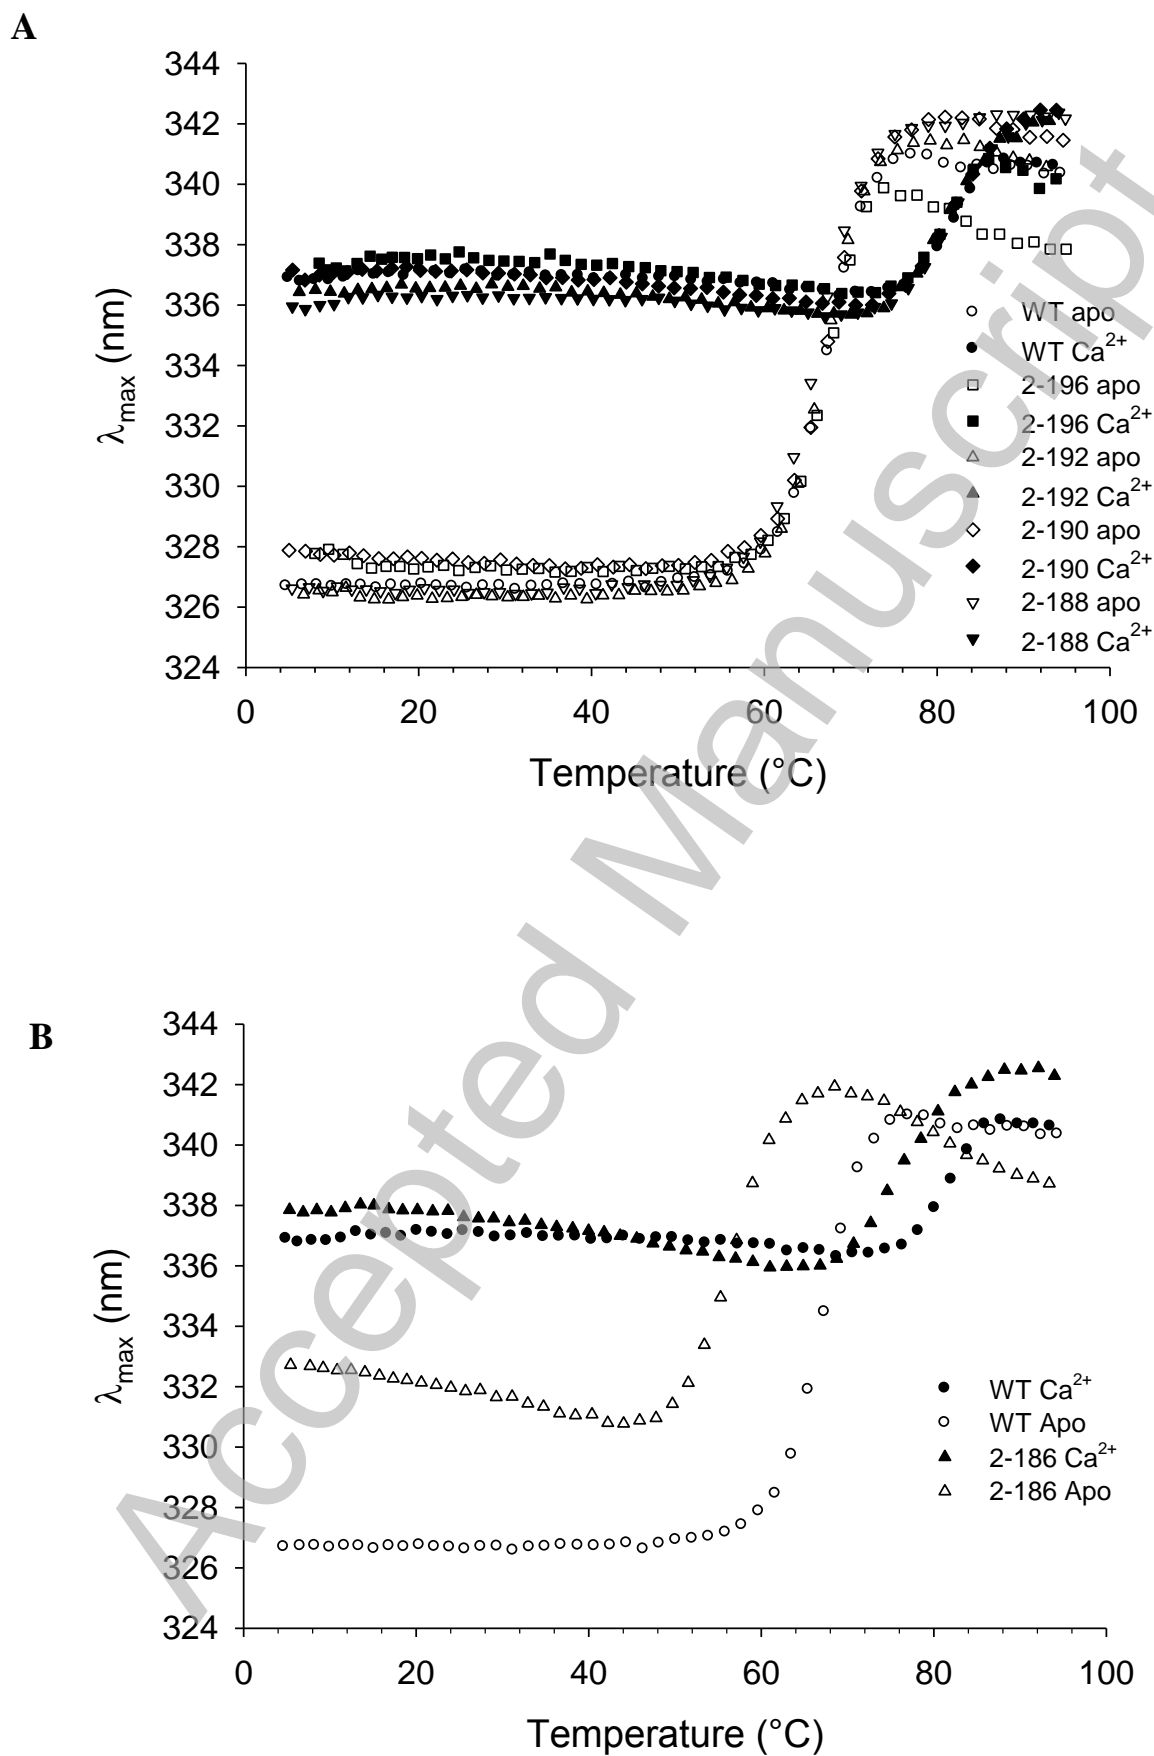 A
344
342
340
338
336
334
332
330
328
326
324
λmax (nm)
0 20 40 60 80 100
Temperature (°C)
WT apo
WT Ca2+
2-196 apo
2-196 Ca2+
2-192 apo
2-192 Ca2+
2-190 apo
2-190 Ca2+
2-188 apo
2-188 Ca2+
Accepted Manuscript
B
344
342
340
338
336
334
332
330
328
326
324
λmax (nm)
0 20 40 60 80 100
Temperature (°C)
WT Ca2+
WT Apo
2-186 Ca2+
2-186 Apo